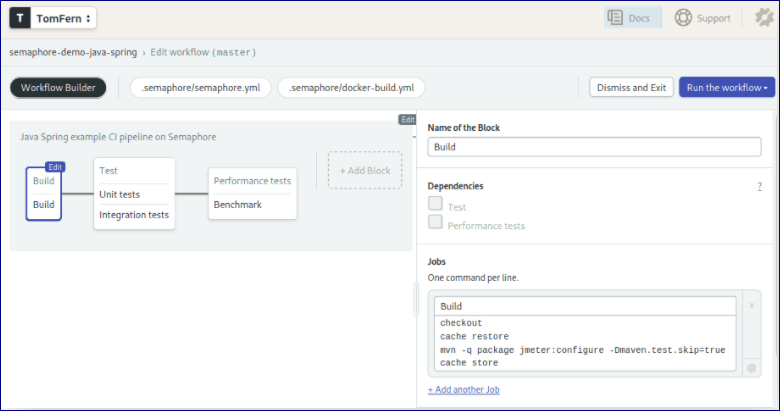 T TomFern
Docs
Support
semaphore-demo-java-spring › Edit workflow (master)
Workflow Builder
.semaphore/semaphore.yml
.semaphore/docker-build.yml
Dismiss and Exit
Run the workflow
Edit
Java Spring example CI pipeline on Semaphore
Edit
Build
Build
Test
Unit tests
Integration tests
Performance tests
Benchmark
+ Add Block
Name of the Block
Build
Dependencies
?
Test
Performance tests
Jobs
One command per line.
Build
×
checkout
cache restore
mvn -q package jmeter:configure -Dmaven.test.skip=true
cache store
+ Add another Job